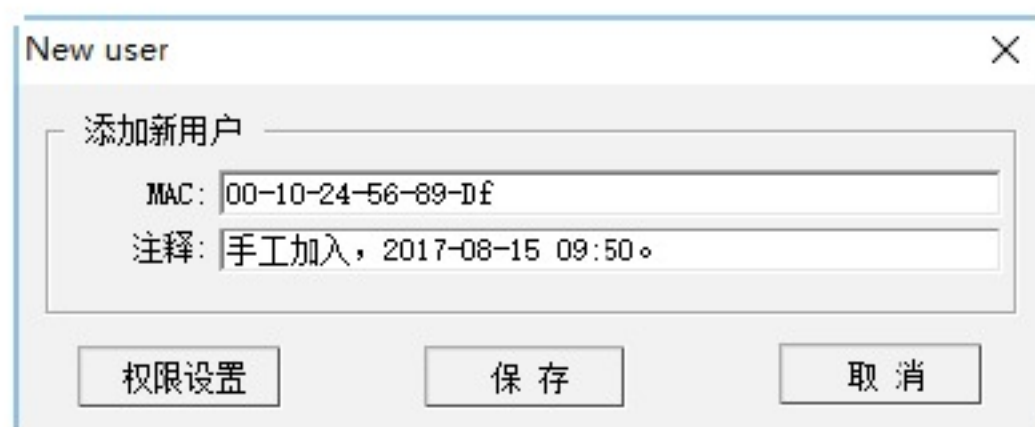 New user
添加新用户
MAC: 00-10-24-56-89-Df
注释: 手工加入，2017-08-15 09:50。
权限设置 保存 取消